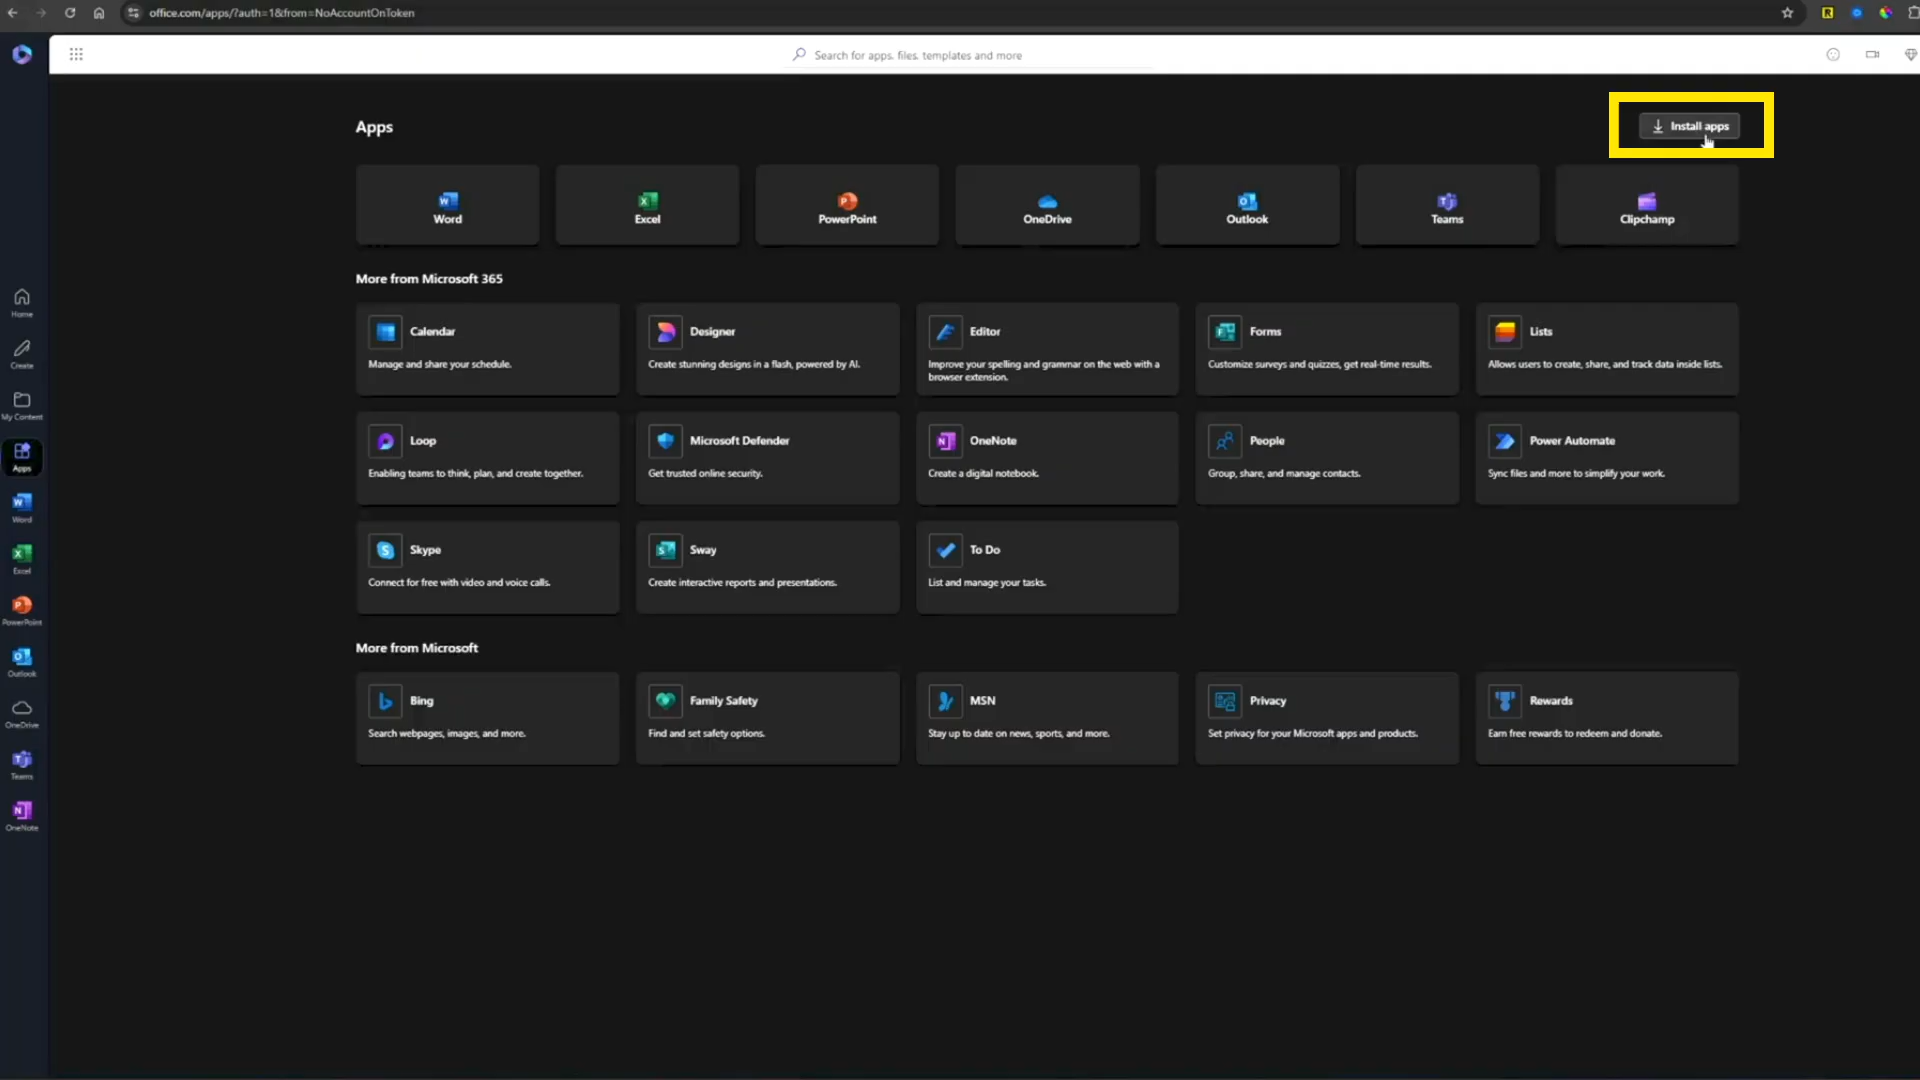 office.com/apps/?auth=1&from=NoAccountOnToken
Search for apps, files, templates and more
Apps
Install apps
Word
Excel
PowerPoint
OneDrive
Outlook
Teams
Clipchamp
More from Microsoft 365
Calendar
Manage and share your schedule.
Designer
Create stunning designs in a flash, powered by AI.
Editor
Improve your spelling and grammar on the web with a
browser extension.
Forms
Customize surveys and quizzes, get real-time results.
Lists
Allows users to create, share, and track data inside lists.
Loop
Enabling teams to think, plan, and create together.
Microsoft Defender
Get trusted online security.
OneNote
Create a digital notebook.
People
Group, share, and manage contacts.
Power Automate
Sync files and more to simplify your work.
Skype
Connect for free with video and voice calls.
Sway
Create interactive reports and presentations.
To Do
List and manage your tasks.
More from Microsoft
Bing
Search webpages, images, and more.
Family Safety
Find and set safety options.
MSN
Stay up to date on news, sports, and more.
Privacy
Set privacy for your Microsoft apps and products.
Rewards
Earn free rewards to redeem and donate.
Home
Create
My Content
Apps
Word
Excel
PowerPoint
Outlook
OneDrive
Teams
OneNote